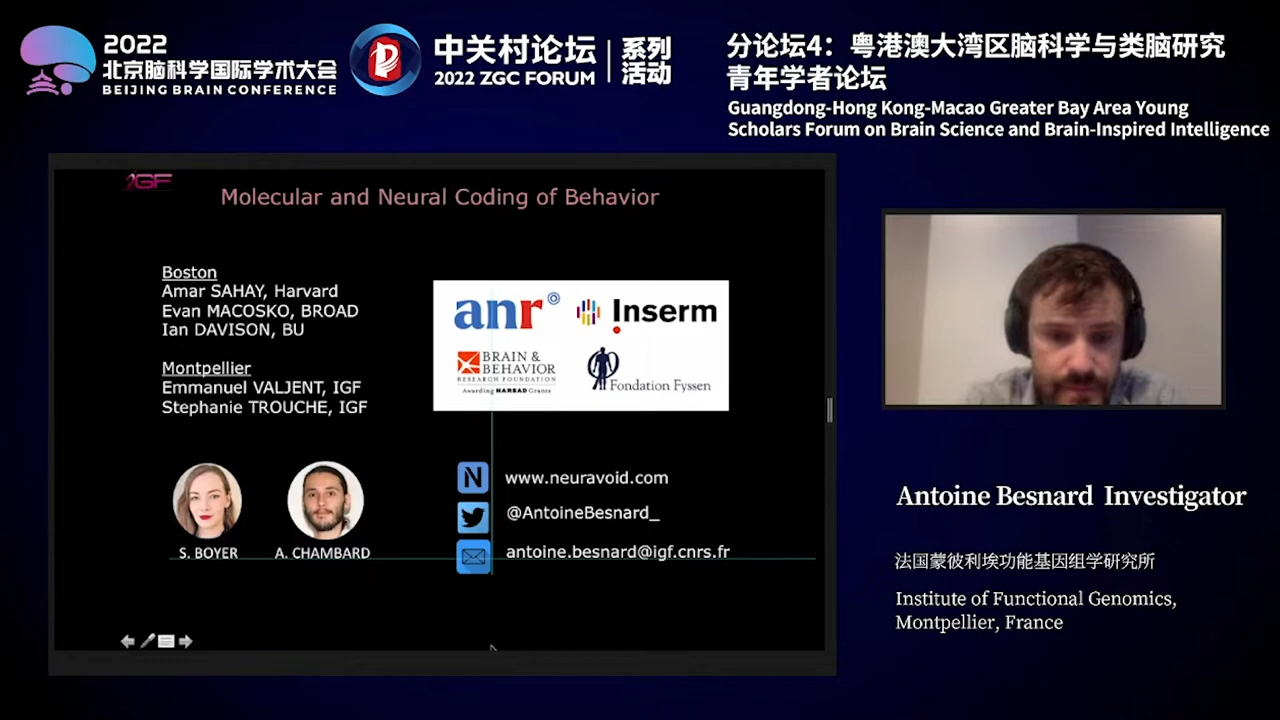 2022
北京脑科学国际学术大会
BEIJING BRAIN CONFERENCE
中关村论坛
2022 ZGC FORUM
系列
活动
分论坛4：粤港澳大湾区脑科学与类脑研究
青年学者论坛
Guangdong-Hong Kong-Macao Greater Bay Area Young
Scholars Forum on Brain Science and Brain-Inspired Intelligence
IGF
Molecular and Neural Coding of Behavior
Boston
Amar SAHAY, Harvard
Evan MACOSKO, BROAD
Ian DAVISON, BU
Montpellier
Emmanuel VALJENT, IGF
Stephanie TROUCHE, IGF
anr
Inserm
BRAIN &
BEHAVIOR
RESEARCH FOUNDATION
Awarding NARSAD Grants
Fondation Fyssen
S. BOYER
A. CHAMBARD
N
www.neuravoid.com
@AntoineBesnard_
antoine.besnard@igf.cnrs.fr
Antoine Besnard Investigator
法国蒙彼利埃功能基因组学研究所
Institute of Functional Genomics,
Montpellier, France